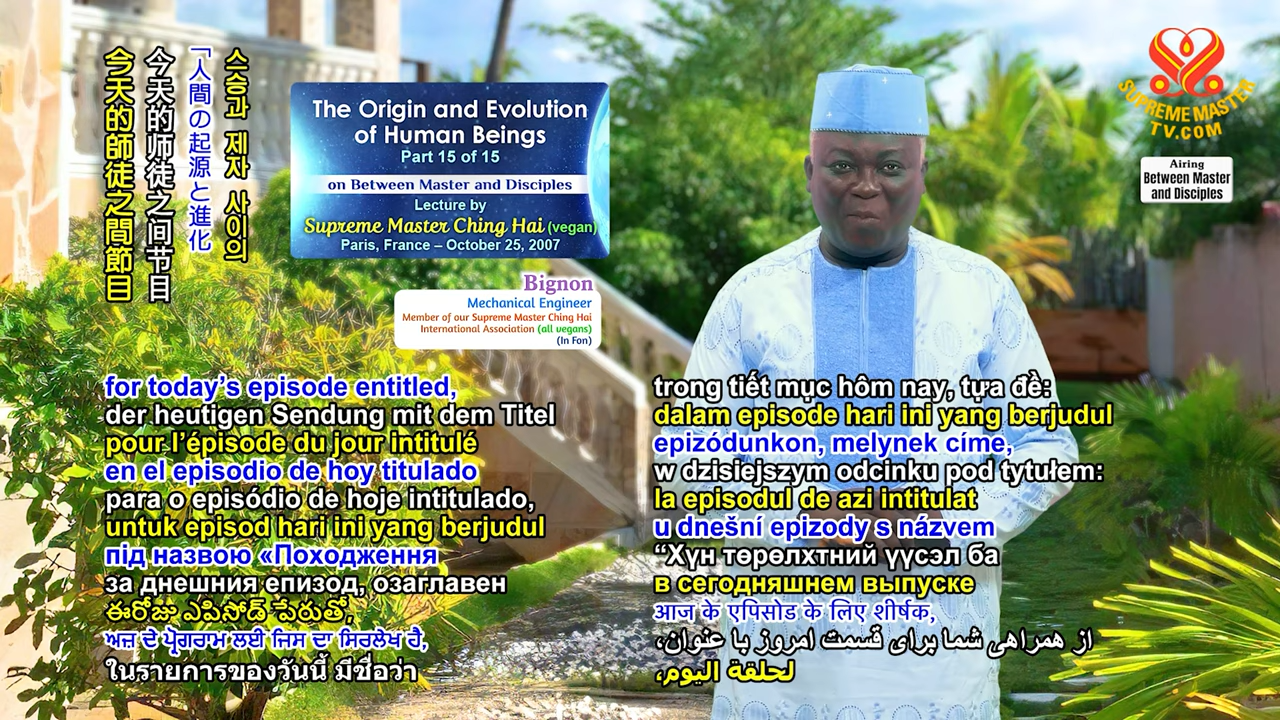 스승과 제자 사이의
「人間の起源と進化
今天的师徒之间节目
今天的師徒之間節目
The Origin and Evolution
of Human Beings
Part 15 of 15
on Between Master and Disciples
Lecture by
Supreme Master Ching Hai (vegan)
Paris, France – October 25, 2007
Bignon
Mechanical Engineer
Member of our Supreme Master Ching Hai
International Association (all vegans)
(In Fon)
SUPREME MASTER
TV.COM
Airing
Between Master
and Disciples
for today’s episode entitled,
der heutigen Sendung mit dem Titel
pour l’épisode du jour intitulé
en el episodio de hoy titulado
para o episódio de hoje intitulado,
untuk episod hari ini yang berjudul
під назвою «Походження
за днешния епизод, озаглавен
ఈరోజు ఎపిసోడ్ పేరుతో,
ਅਜ ਦੇ ਪ੍ਰੋਗਰਾਮ ਲਈ ਜਿਸ ਦਾ ਸਿਰਲੇਖ ਹੈ,
ในรายการของวันนี้ มีชื่อว่า
trong tiết mục hôm nay, tựa đề:
dalam episode hari ini yang berjudul
epizódunkon, melynek címe,
w dzisiejszym odcinku pod tytułem:
la episodul de azi intitulat
u dnešní epizody s názvem
“Хүн төрөлхтний үүсэл ба
в сегодняшнем выпуске
आज के एपिसोड के लिए शीर्षक,
از همراهی شما برای قسمت امروز با عنوان،
لحلقة اليوم،